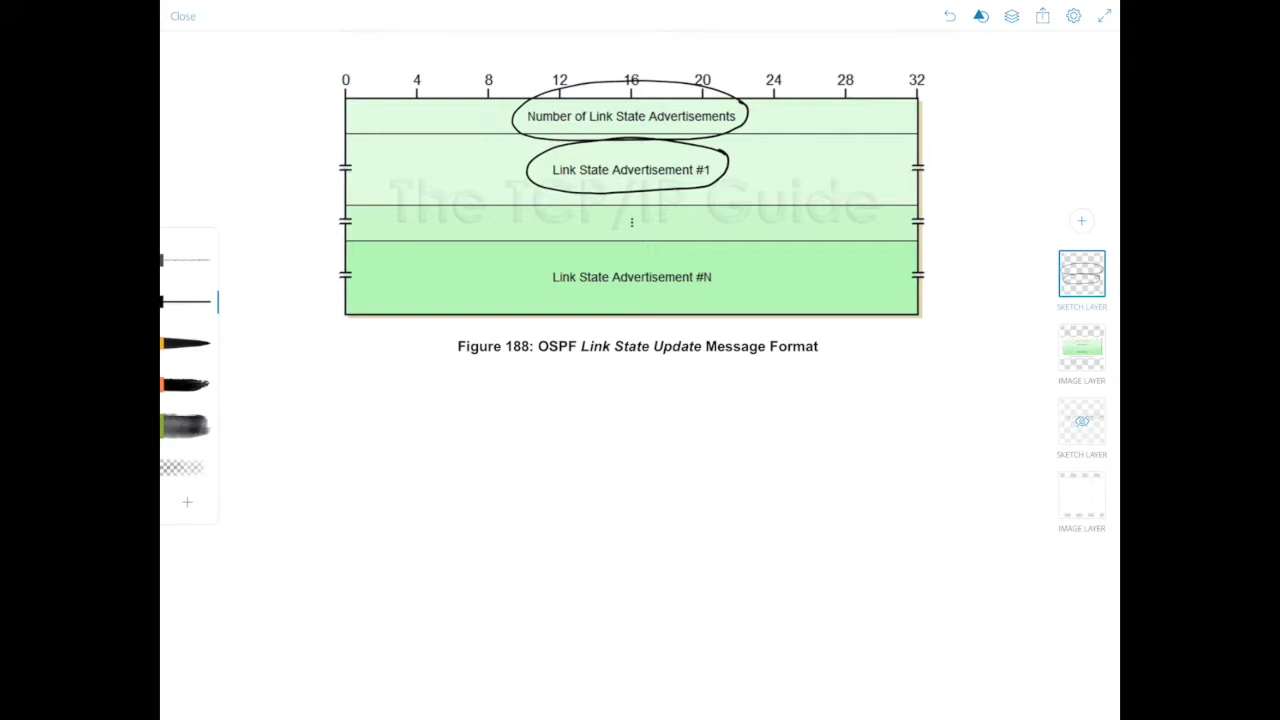 Close
0 4 8 12 16 20 24 28 32
Number of Link State Advertisements
Link State Advertisement #1
The TCP/IP Guide
⋮
Link State Advertisement #N
Figure 188: OSPF Link State Update Message Format
SKETCH LAYER
IMAGE LAYER
SKETCH LAYER
IMAGE LAYER